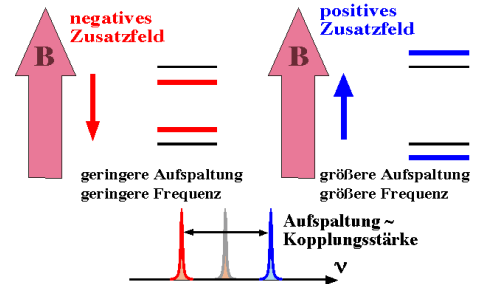 negatives
Zusatzfeld
B
geringere Aufspaltung
geringere Frequenz
positives
Zusatzfeld
B
größere Aufspaltung
größere Frequenz
Aufspaltung ~
Kopplungsstärke
ν